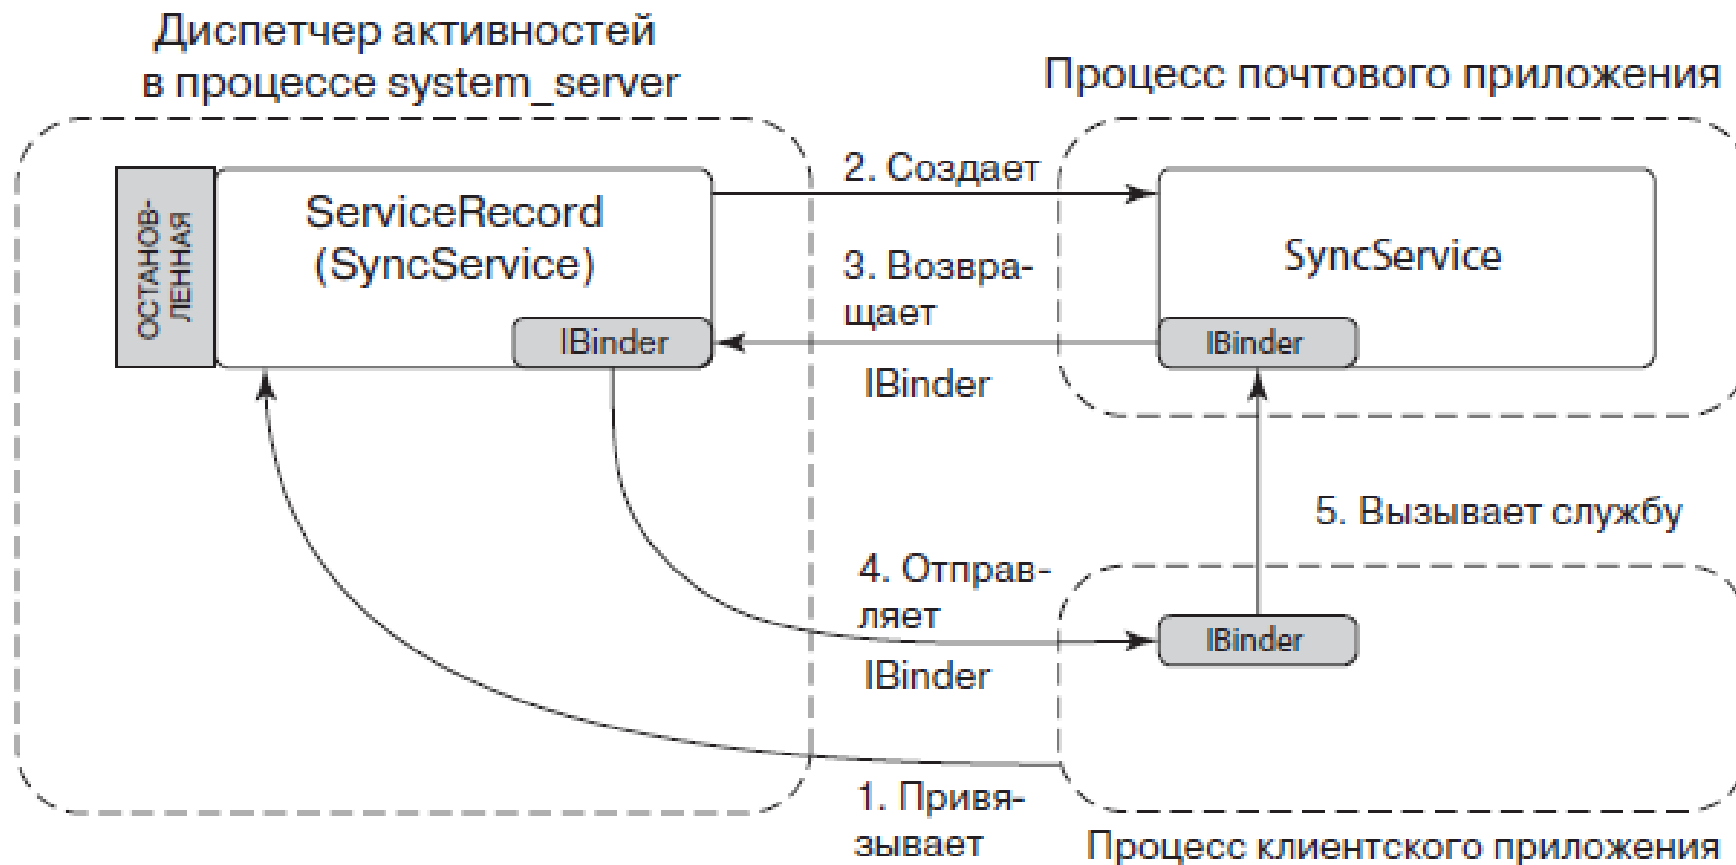 Диспетчер активностей
в процессе system_server
Процесс почтового приложения
ОСТАНОВ-
ЛЕННАЯ
ServiceRecord
(SyncService)
IBinder
2. Создает
3. Возвра-
щает
IBinder
SyncService
IBinder
5. Вызывает службу
4. Отправ-
ляет
IBinder
IBinder
1. Привя-
зывает
Процесс клиентского приложения